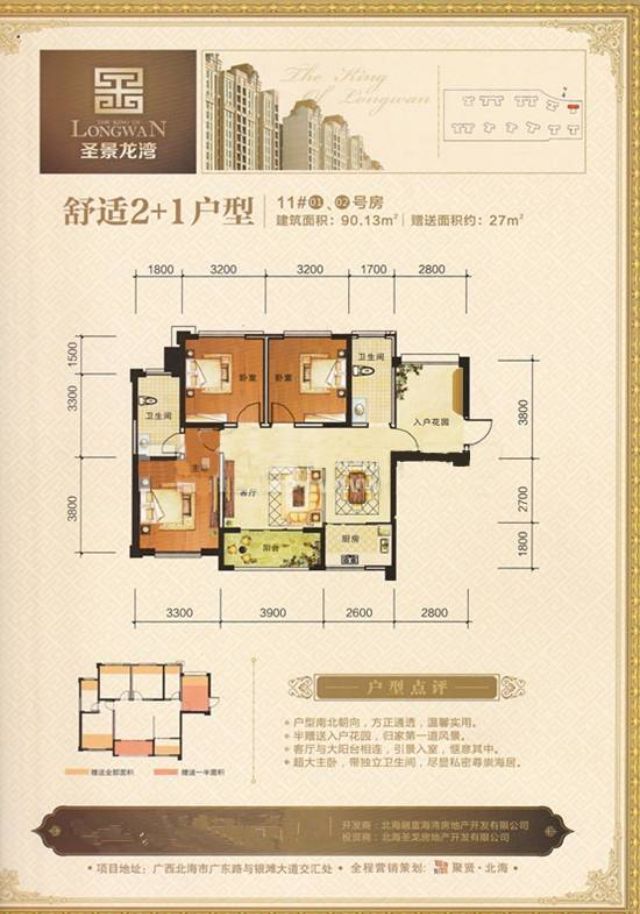 THE KING OF
LONGWAN
圣景龙湾
The King
Of Longwan
舒适2+1户型
11#01、02号房
建筑面积：90.13m² | 赠送面积约：27m²
1800 3200 3200 1700 2800
1500
3300
3800
3800
2700
1800
卧室
卧室
卫生间
卫生间
入户花园
主卧
客厅
阳台
厨房
3300 3900 2600 2800
赠送全部面积 赠送一半面积
户型点评
户型南北朝向，方正通透，温馨实用。
半赠送入户花园，归家第一道风景。
客厅与大阳台相连，引景入室，惬意其中。
超大主卧，带独立卫生间，尽显私密尊崇海居。
开发商：北海融富海湾房地产开发有限公司
投资商：北海圣龙房地产开发有限公司
• 项目地址：广西北海市广东路与银滩大道交汇处 • 全程营销策划: 聚贤·北海